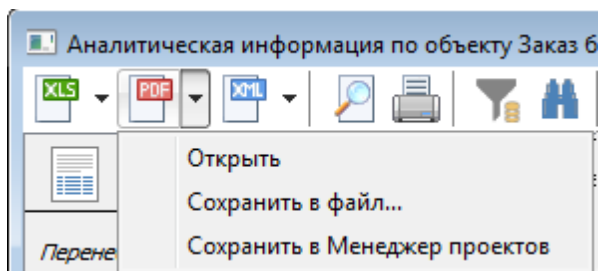 Аналитическая информация по объекту Заказ б
XLS PDF XML
Открыть
Сохранить в файл...
Перене
Сохранить в Менеджер проектов